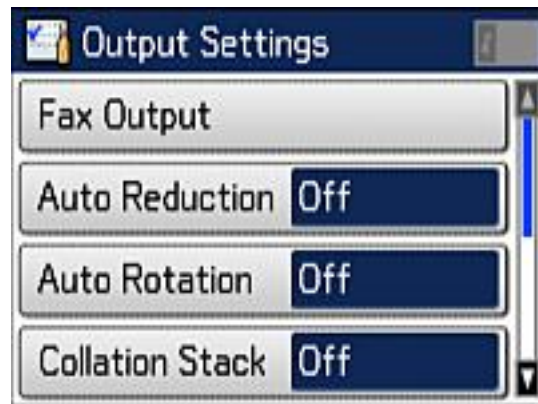 Output Settings
Fax Output
Auto Reduction Off
Auto Rotation Off
Collation Stack Off